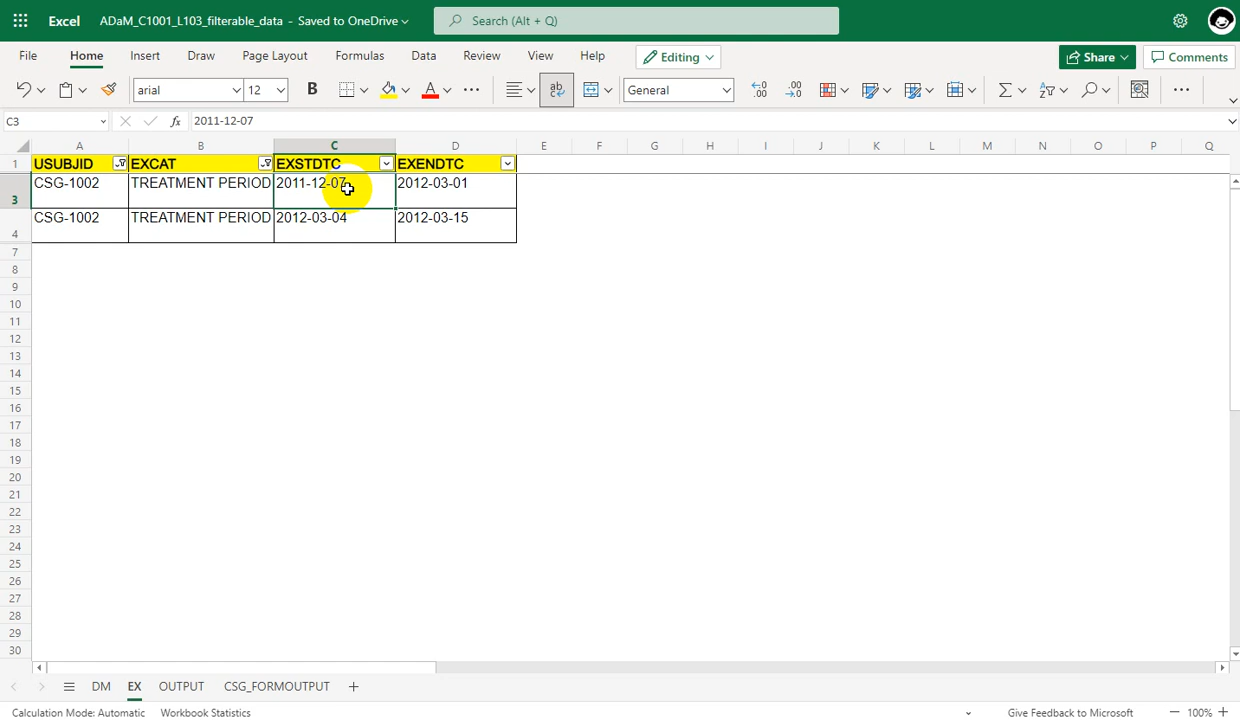 Excel ADaM_C1001_L103_filterable_data - Saved to OneDrive Search (Alt + Q)
File Home Insert Draw Page Layout Formulas Data Review View Help Editing Share Comments
arial 12 B A ab General .00 .00
C3 fx 2011-12-07
A B C D E F G H I J K L M N O P Q
1 USUBJID EXCAT EXSTDTC EXENDTC
3 CSG-1002 TREATMENT PERIOD 2011-12-07 2012-03-01
4 CSG-1002 TREATMENT PERIOD 2012-03-04 2012-03-15
7
8
9
10
11
12
13
14
15
16
17
18
19
20
21
22
23
24
25
26
27
28
29
30
DM EX OUTPUT CSG_FORMOUTPUT
Calculation Mode: Automatic Workbook Statistics Give Feedback to Microsoft 100%